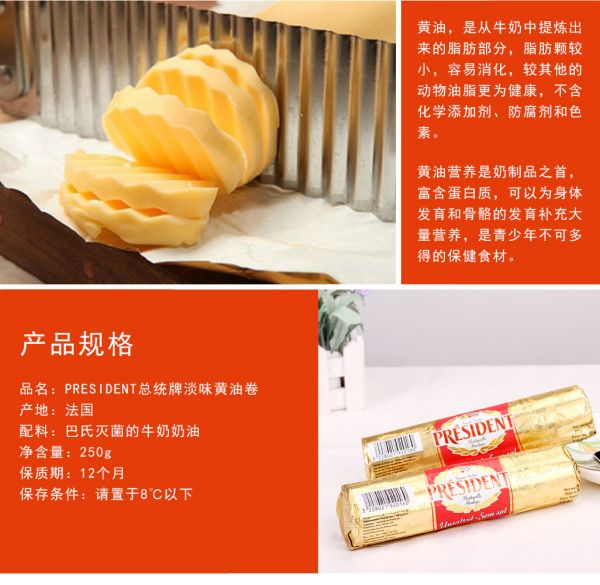 黄油，是从牛奶中提炼出
来的脂肪部分，脂肪颗较
小，容易消化，较其他的
动物油脂更为健康，不含
化学添加剂、防腐剂和色
素。
黄油营养是奶制品之首，
富含蛋白质，可以为身体
发育和骨骼的发育补充大
量营养，是青少年不可多
得的保健食材。
产品规格
品名：PRESIDENT总统牌淡味黄油卷
产地：法国
配料：巴氏灭菌的牛奶奶油
净含量：250g
保质期：12个月
保存条件：请置于8℃以下
PRÉSIDENT
PRÉSIDENT
Unsalted - Sem sal
3 228021 920160